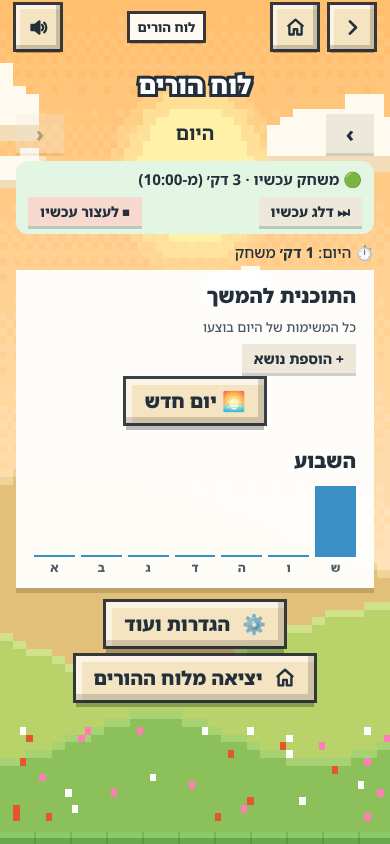 לוח הורים
לוח הורים
היום
משחק עכשיו · 3 דק׳ (מ-10:00)
דלג עכשיו
לעצור עכשיו
היום: 1 דק׳ משחק
התוכנית להמשך
כל המשימות של היום בוצעו
+ הוספת נושא
יום חדש
השבוע
ש ו ה ד ג ב א
הגדרות ועוד
יציאה מלוח ההורים